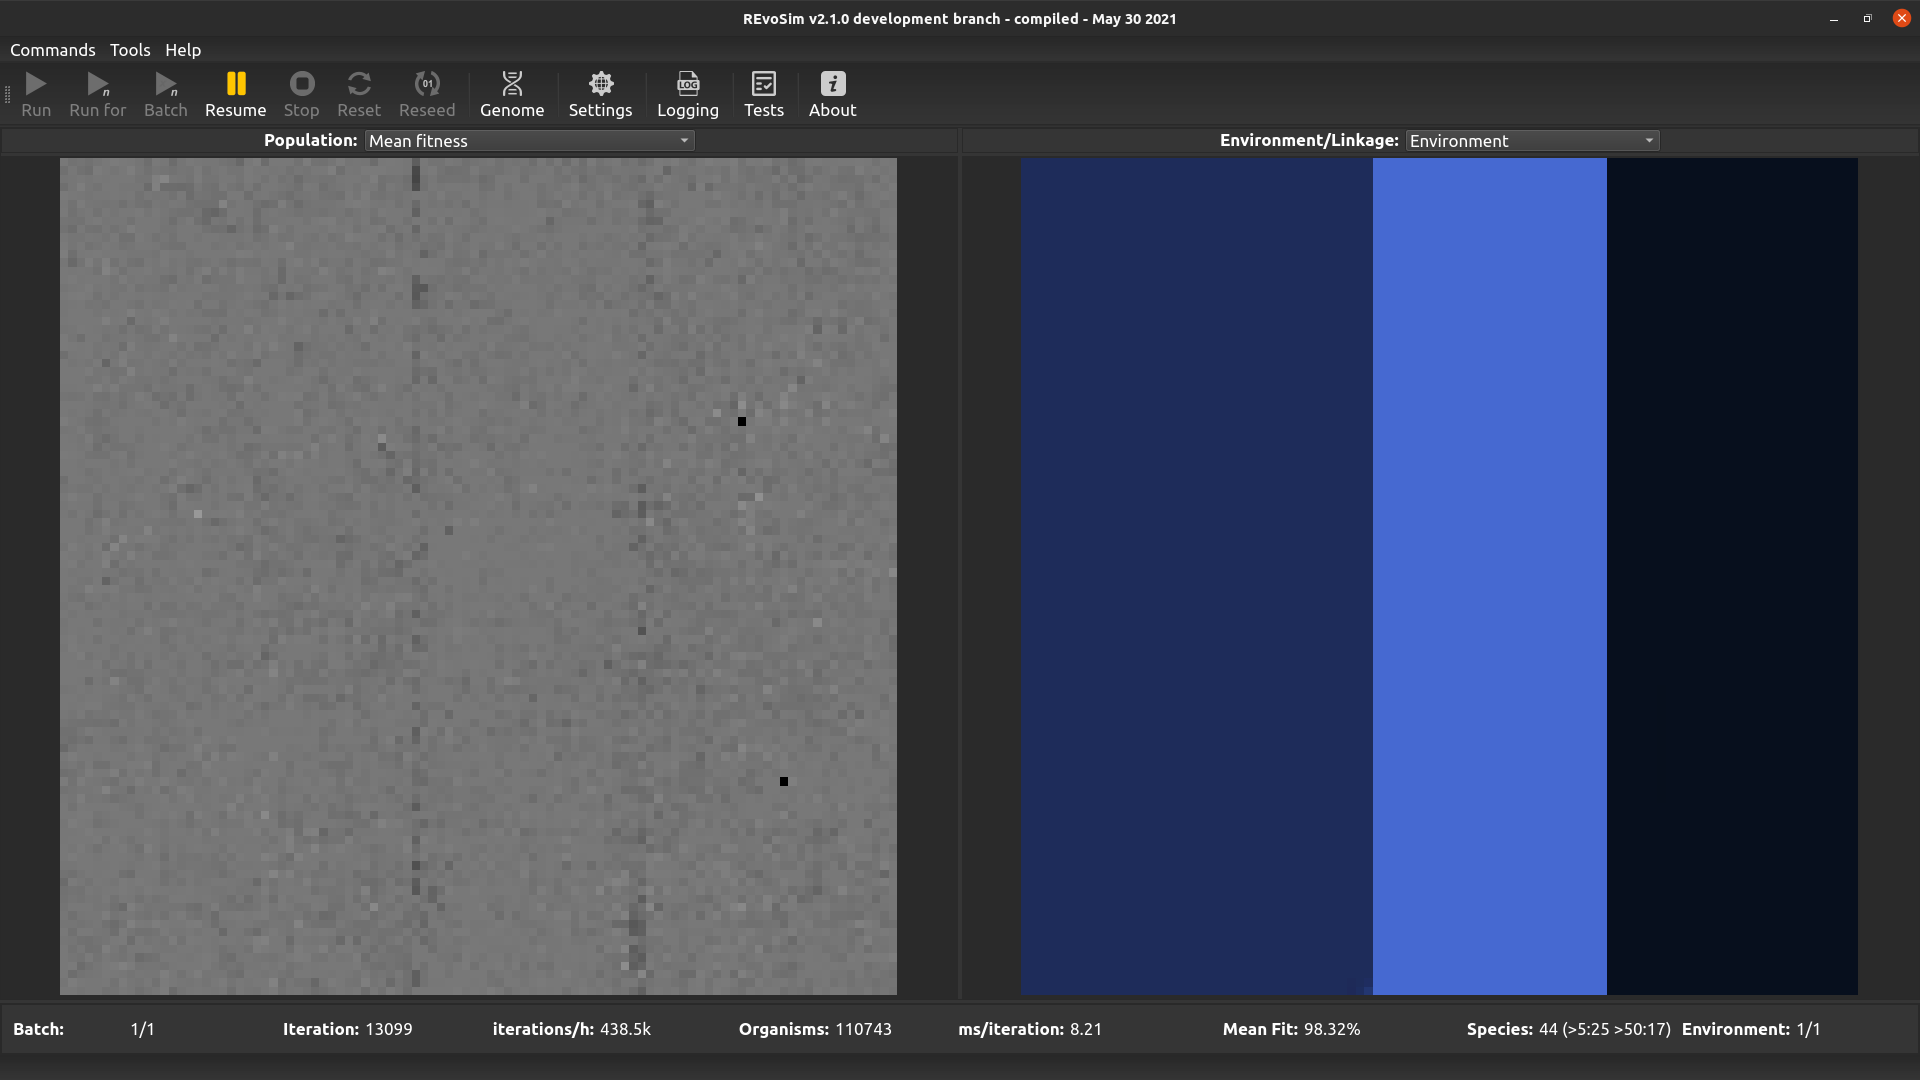 REvoSim v2.1.0 development branch - compiled - May 30 2021
Commands Tools Help
01
LOG
Run Run for Batch Resume Stop Reset Reseed Genome Settings Logging Tests About
Population: Mean fitness Environment/Linkage: Environment
Batch: 1/1 Iteration: 13099 iterations/h: 438.5k Organisms: 110743 ms/iteration: 8.21 Mean Fit: 98.32% Species: 44 (>5:25 >50:17) Environment: 1/1